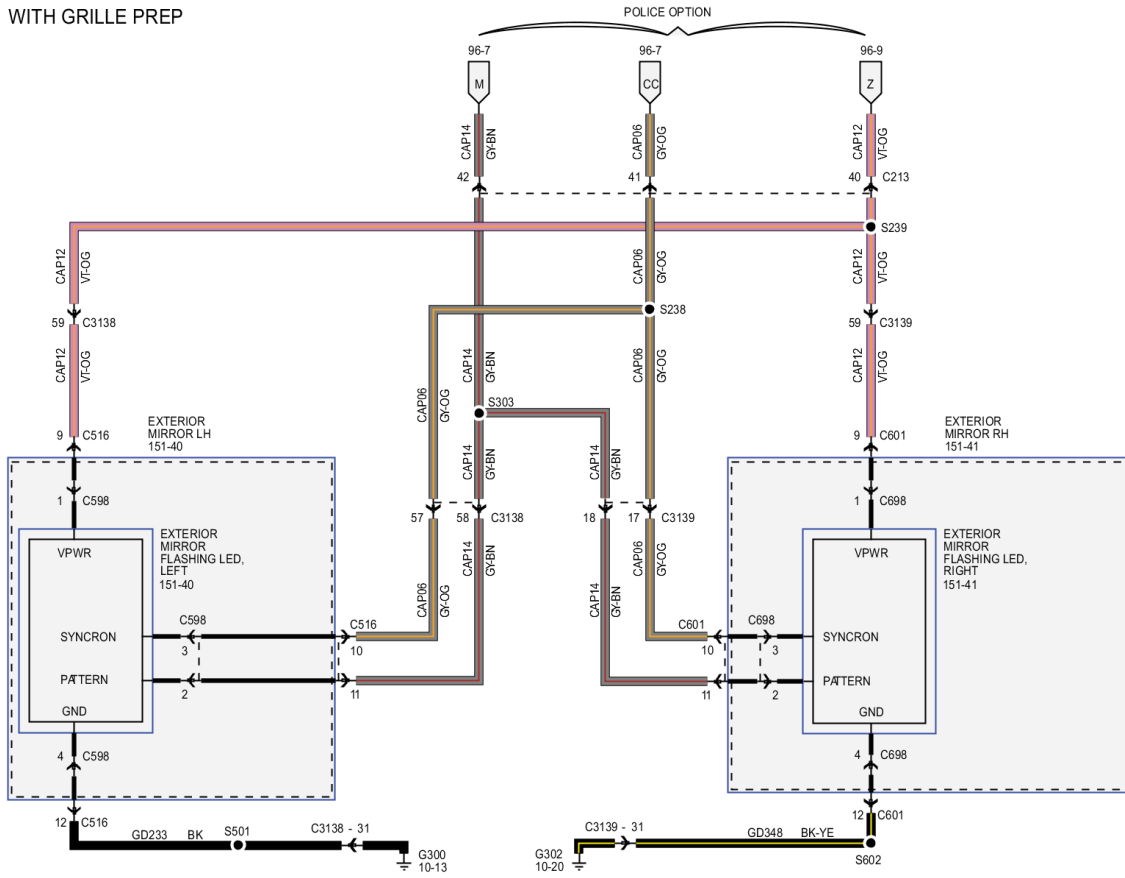 WITH GRILLE PREP
POLICE OPTION
96-7
96-7
96-9
M
CC
Z
CAP14
GY-BN
CAP06
GY-OG
CAP12
VT-OG
42
41
40
C213
S239
CAP12
VT-OG
CAP06
GY-OG
CAP12
VT-OG
S238
59
C3138
59
C3139
CAP12
VT-OG
CAP14
GY-BN
CAP06
GY-OG
CAP12
VT-OG
CAP06
GY-OG
S303
9
C516
EXTERIOR
MIRROR LH
151-40
9
C601
EXTERIOR
MIRROR RH
151-41
CAP14
GY-BN
CAP14
GY-BN
1
C598
57
58
C3138
18
17
C3139
1
C698
VPWR
EXTERIOR
MIRROR
FLASHING LED,
LEFT
151-40
VPWR
EXTERIOR
MIRROR
FLASHING LED,
RIGHT
151-41
CAP06
GY-OG
CAP14
GY-BN
CAP14
GY-BN
CAP06
GY-OG
SYNCRON
C598
3
C516
10
C601
10
C698
3
SYNCRON
PATTERN
2
11
11
2
PATTERN
GND
GND
4
C598
4
C698
12
C516
GD233
BK
S501
C3138 - 31
G300
10-13
C3139 - 31
G302
10-20
GD348
BK-YE
12
C601
S602